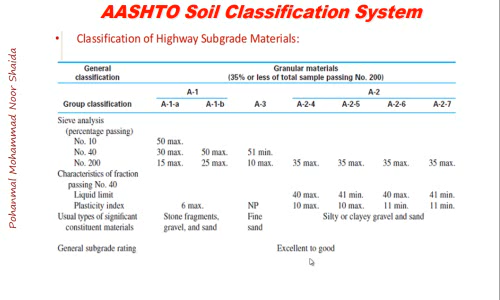 AASHTO Soil Classification System
• Classification of Highway Subgrade Materials:
Pohanmal Mohammad Noor Shaida
General classification Granular materials (35% or less of total sample passing No. 200)
A-1 A-2
Group classification A-1-a A-1-b A-3 A-2-4 A-2-5 A-2-6 A-2-7
Sieve analysis
(percentage passing)
No. 10 50 max.
No. 40 30 max. 50 max. 51 min.
No. 200 15 max. 25 max. 10 max. 35 max. 35 max. 35 max. 35 max.
Characteristics of fraction
passing No. 40
Liquid limit 40 max. 41 min. 40 max. 41 min.
Plasticity index 6 max. NP 10 max. 10 max. 11 min. 11 min.
Usual types of significant Stone fragments, Fine Silty or clayey gravel and sand
constituent materials gravel, and sand sand
General subgrade rating Excellent to good